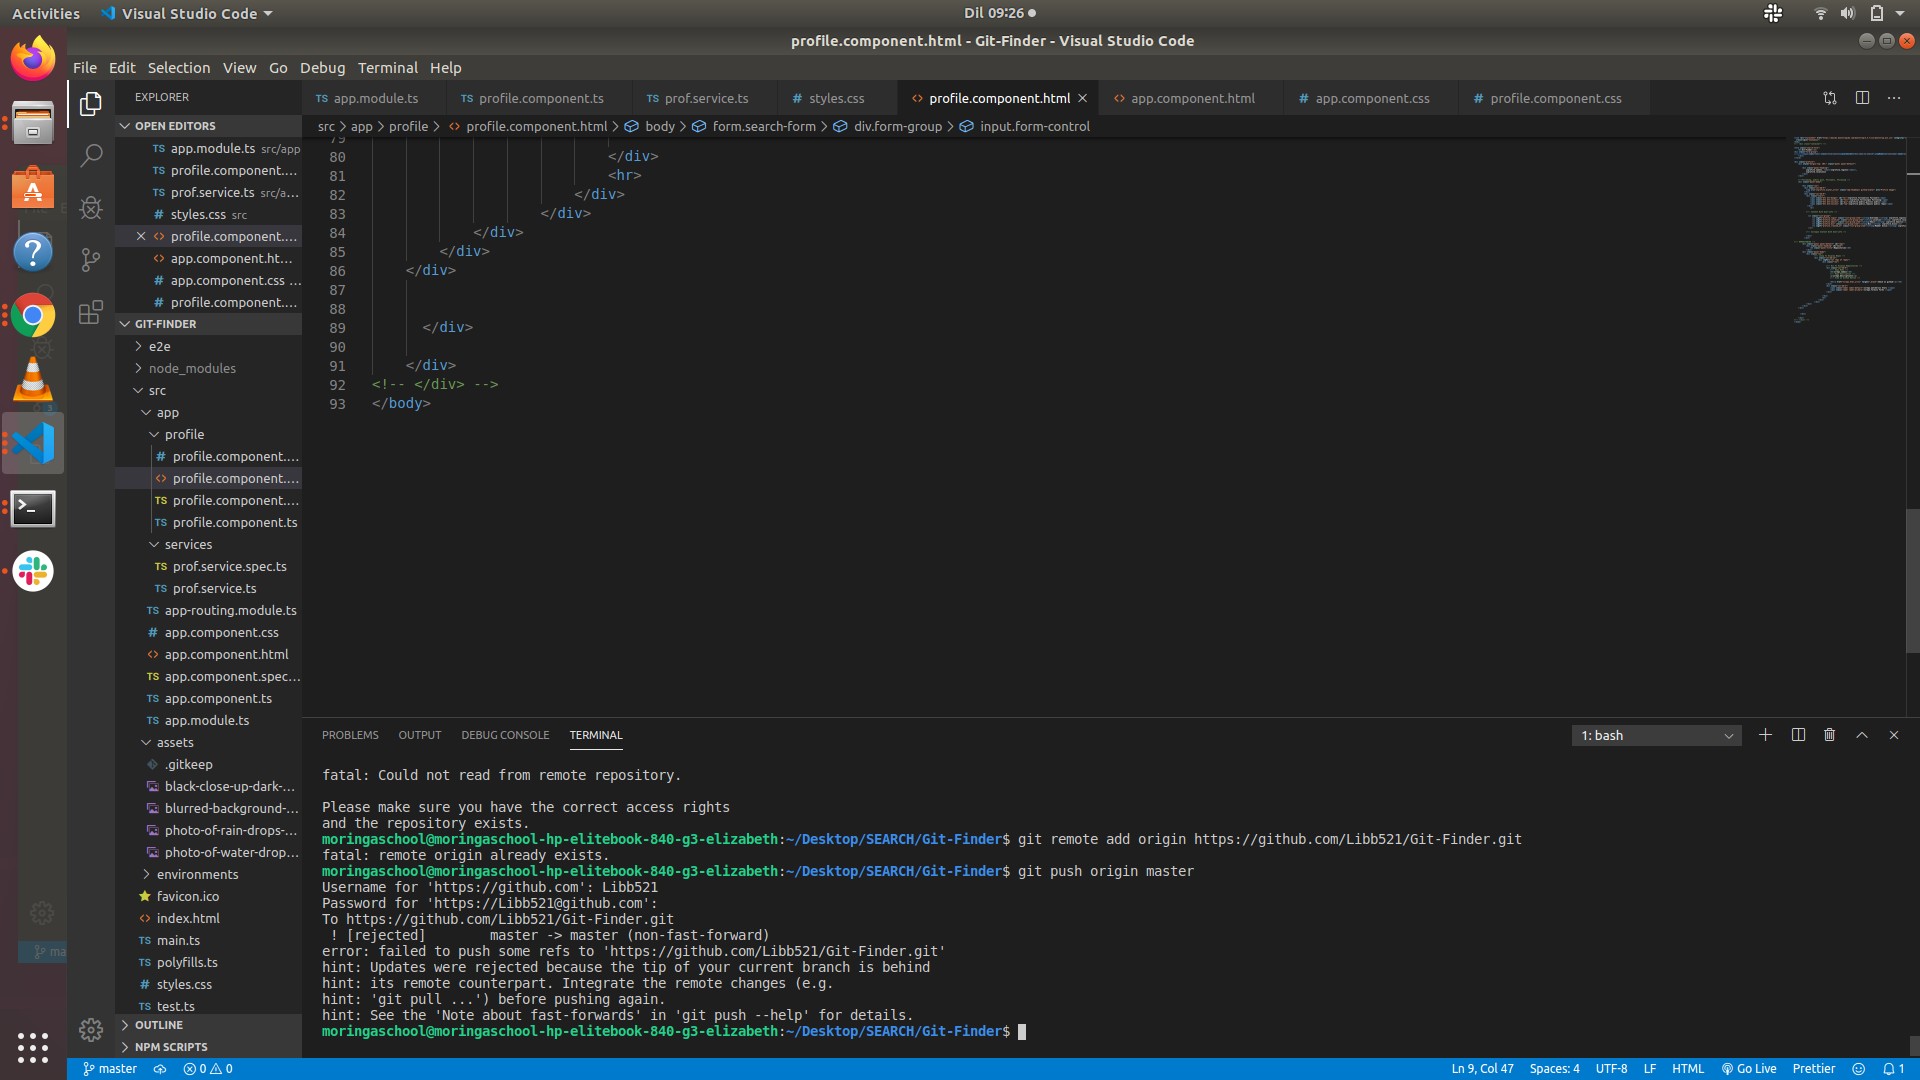 Activities
Visual Studio Code
Dil 09:26
profile.component.html - Git-Finder - Visual Studio Code
File Edit Selection View Go Debug Terminal Help
EXPLORER
OPEN EDITORS
TS app.module.ts src/app
TS profile.component....
TS prof.service.ts src/a...
# styles.css src
<> profile.component....
<> app.component.ht...
# app.component.css ...
# profile.component....
GIT-FINDER
e2e
node_modules
src
app
profile
# profile.component....
<> profile.component....
TS profile.component....
TS profile.component.ts
services
TS prof.service.spec.ts
TS prof.service.ts
TS app-routing.module.ts
# app.component.css
<> app.component.html
TS app.component.spec...
TS app.component.ts
TS app.module.ts
assets
.gitkeep
black-close-up-dark-...
blurred-background-...
photo-of-rain-drops-...
photo-of-water-drop...
environments
favicon.ico
<> index.html
TS main.ts
TS polyfills.ts
# styles.css
TS test.ts
OUTLINE
NPM SCRIPTS
TS app.module.ts
TS profile.component.ts
TS prof.service.ts
# styles.css
<> profile.component.html
<> app.component.html
# app.component.css
# profile.component.css
src > app > profile > <> profile.component.html > body > form.search-form > div.form-group > input.form-control
79
80 </div>
81 <hr>
82 </div>
83 </div>
84 </div>
85 </div>
86 </div>
87
88
89 </div>
90
91 </div>
92 <!-- </div> -->
93 </body>
PROBLEMS OUTPUT DEBUG CONSOLE TERMINAL
1: bash
fatal: Could not read from remote repository.
Please make sure you have the correct access rights
and the repository exists.
moringaschool@moringaschool-hp-elitebook-840-g3-elizabeth:~/Desktop/SEARCH/Git-Finder$ git remote add origin https://github.com/Libb521/Git-Finder.git
fatal: remote origin already exists.
moringaschool@moringaschool-hp-elitebook-840-g3-elizabeth:~/Desktop/SEARCH/Git-Finder$ git push origin master
Username for 'https://github.com': Libb521
Password for 'https://Libb521@github.com':
To https://github.com/Libb521/Git-Finder.git
! [rejected] master -> master (non-fast-forward)
error: failed to push some refs to 'https://github.com/Libb521/Git-Finder.git'
hint: Updates were rejected because the tip of your current branch is behind
hint: its remote counterpart. Integrate the remote changes (e.g.
hint: 'git pull ...') before pushing again.
hint: See the 'Note about fast-forwards' in 'git push --help' for details.
moringaschool@moringaschool-hp-elitebook-840-g3-elizabeth:~/Desktop/SEARCH/Git-Finder$
master
0 0
Ln 9, Col 47
Spaces: 4
UTF-8
LF
HTML
Go Live
Prettier
1